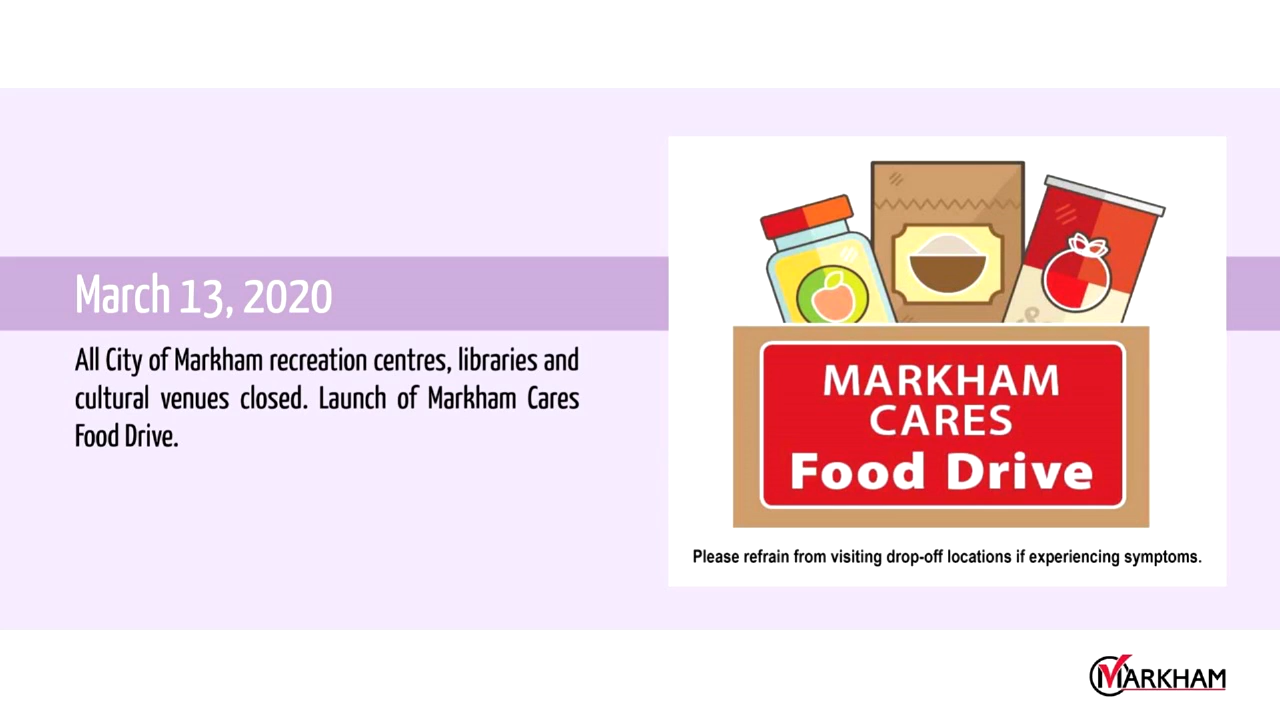 March 13, 2020
All City of Markham recreation centres, libraries and
cultural venues closed. Launch of Markham Cares
Food Drive.
MARKHAM
CARES
Food Drive
Please refrain from visiting drop-off locations if experiencing symptoms.
MARKHAM